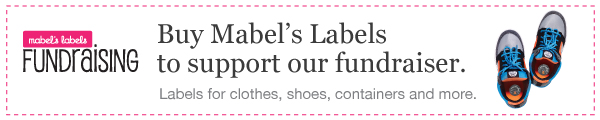 mabel's labels
FUNDRAISING
Buy Mabel's Labels
to support our fundraiser.
Labels for clothes, shoes, containers and more.